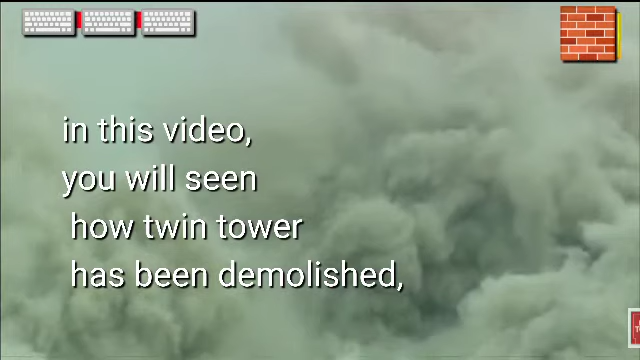 in this video,
you will seen
how twin tower
has been demolished,